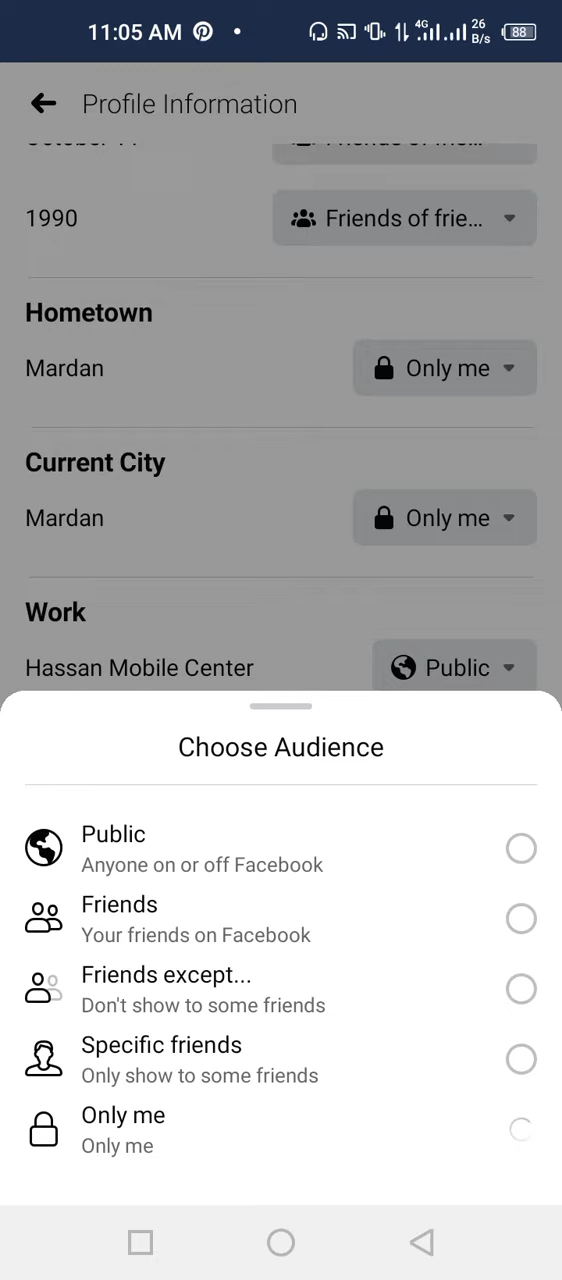 11:05 AM
4G
26
B/s
88
Profile Information
1990
Friends of frie...
Hometown
Mardan
Only me
Current City
Mardan
Only me
Work
Hassan Mobile Center
Public
Choose Audience
Public
Anyone on or off Facebook
Friends
Your friends on Facebook
Friends except...
Don't show to some friends
Specific friends
Only show to some friends
Only me
Only me